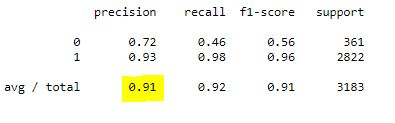 precision recall f1-score support
0 0.72 0.46 0.56 361
1 0.93 0.98 0.96 2822
avg / total 0.91 0.92 0.91 3183